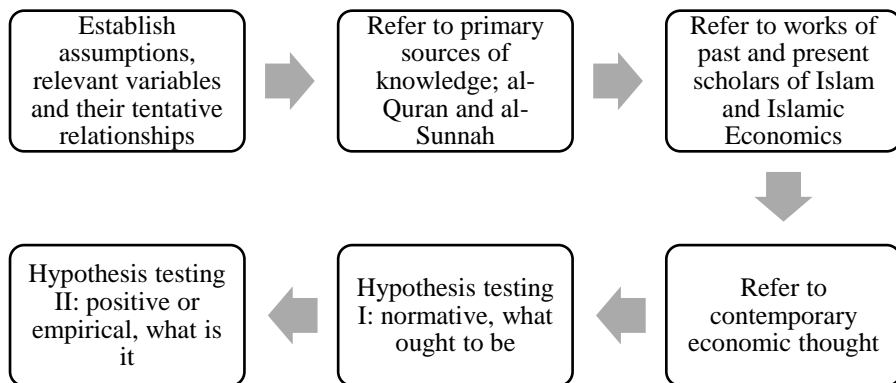 Establish
assumptions,
relevant variables
and their tentative
relationships
Refer to primary
sources of
knowledge; al-
Quran and al-
Sunnah
Refer to works of
past and present
scholars of Islam
and Islamic
Economics
Refer to
contemporary
economic thought
Hypothesis testing
I: normative, what
ought to be
Hypothesis testing
II: positive or
empirical, what is
it